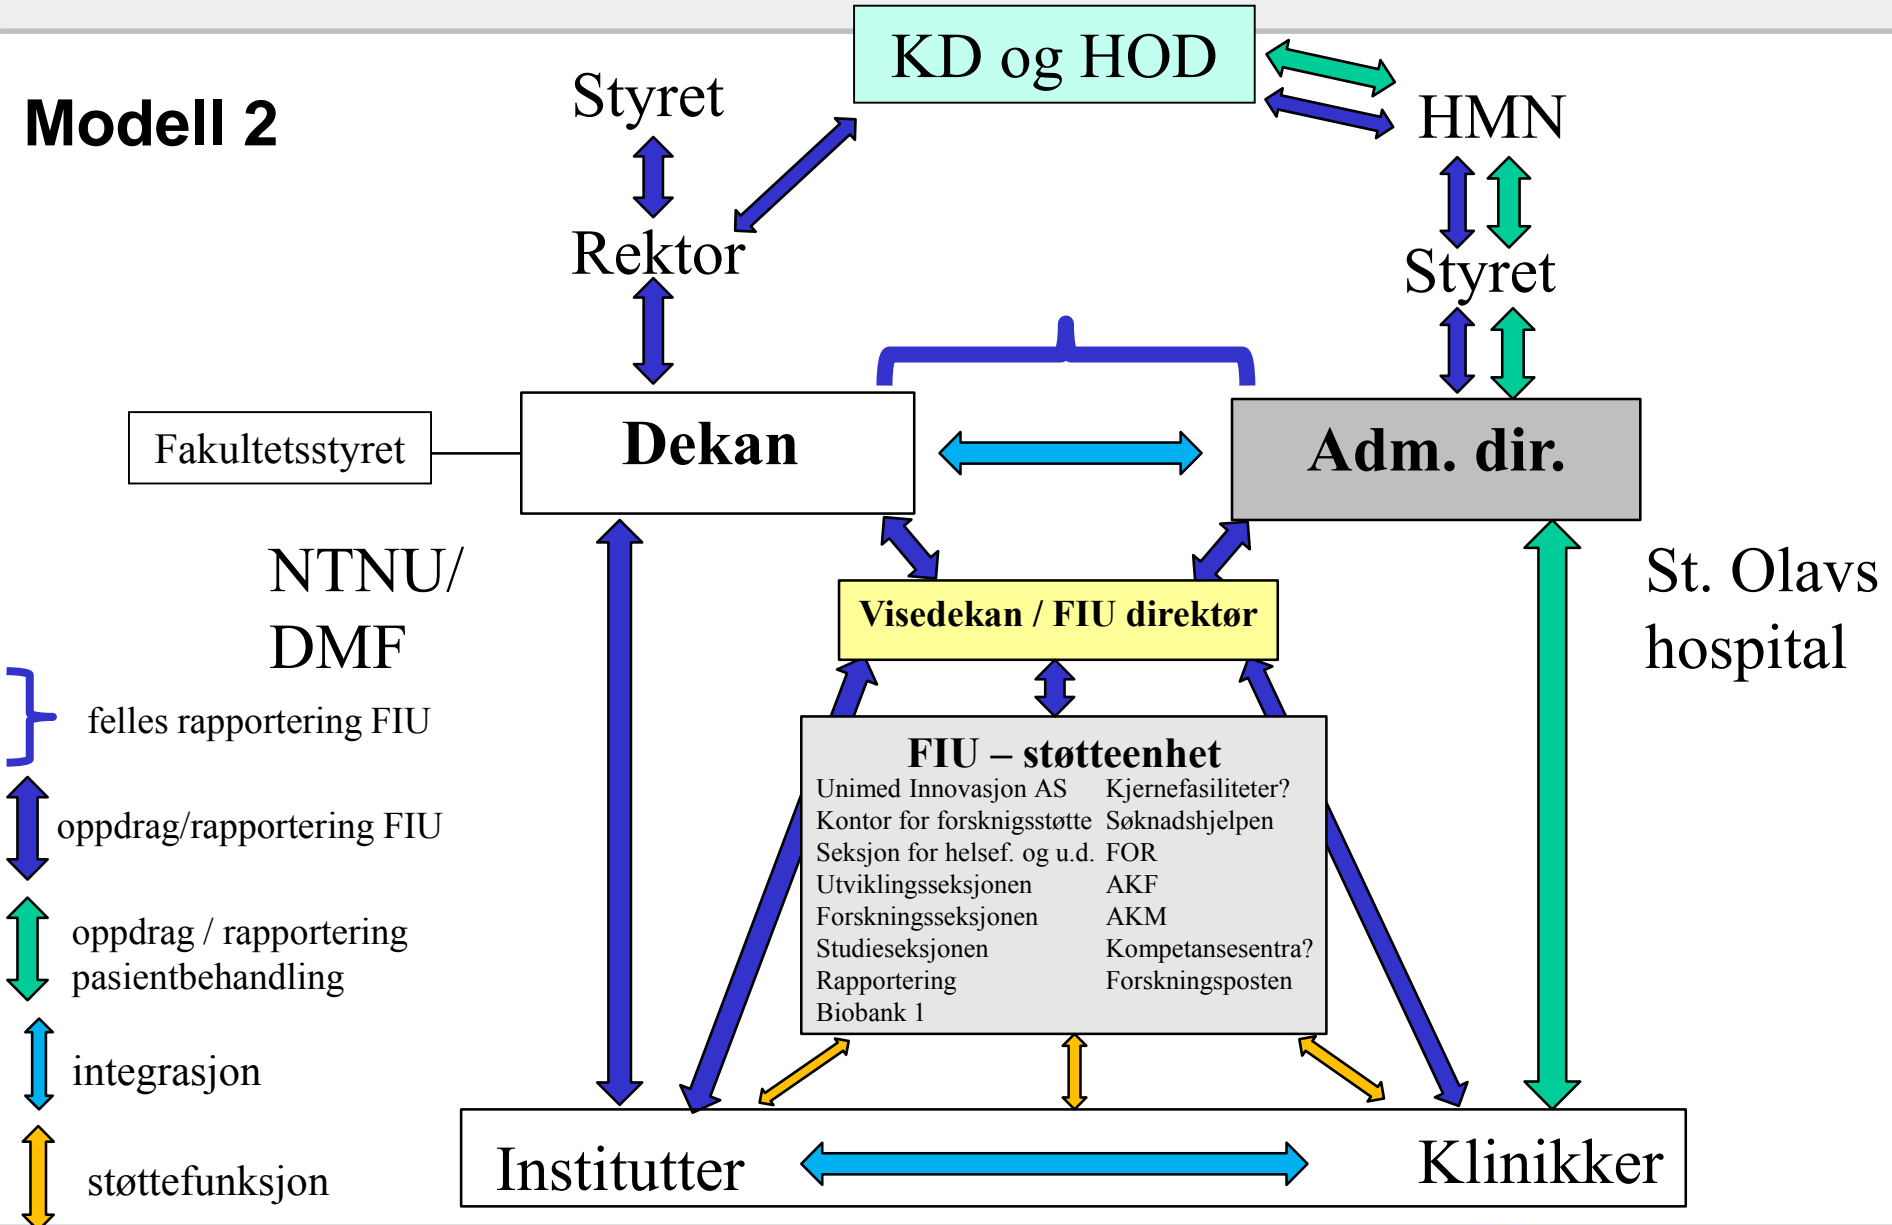 KD og HOD
Modell 2
Styret
HMN
Rektor
Styret
Fakultetsstyret
Dekan
Adm. dir.
NTNU/
DMF
St. Olavs
hospital
Visedekan / FIU direktør
felles rapportering FIU
oppdrag/rapportering FIU
oppdrag / rapportering
pasientbehandling
integrasjon
støttefunksjon
FIU – støtteenhet
Unimed Innovasjon AS
Kontor for forsknigsstøtte
Seksjon for helsef. og u.d.
Utviklingsseksjonen
Forskningsseksjonen
Studieseksjonen
Rapportering
Biobank 1
Kjernefasiliteter?
Søknadshjelpen
FOR
AKF
AKM
Kompetansesentra?
Forskningsposten
Institutter
Klinikker